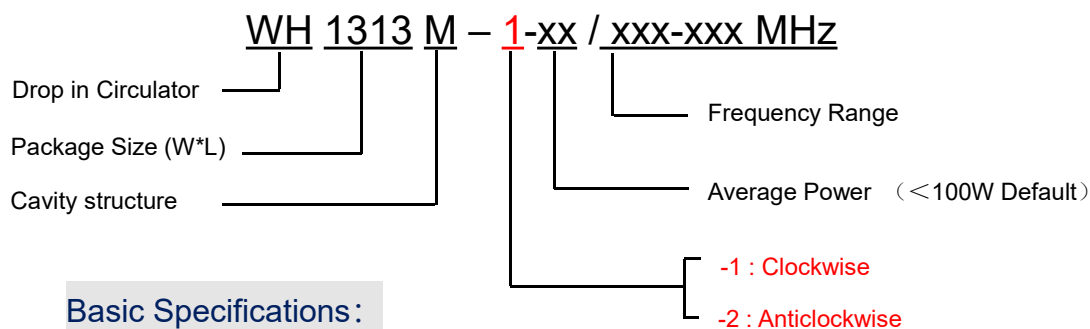 WH 1313 M – 1-xx / xxx-xxx MHz
Drop in Circulator
Frequency Range
Package Size (W*L)
Average Power （＜100W Default）
Cavity structure
-1 : Clockwise
Basic Specifications：
-2 : Anticlockwise